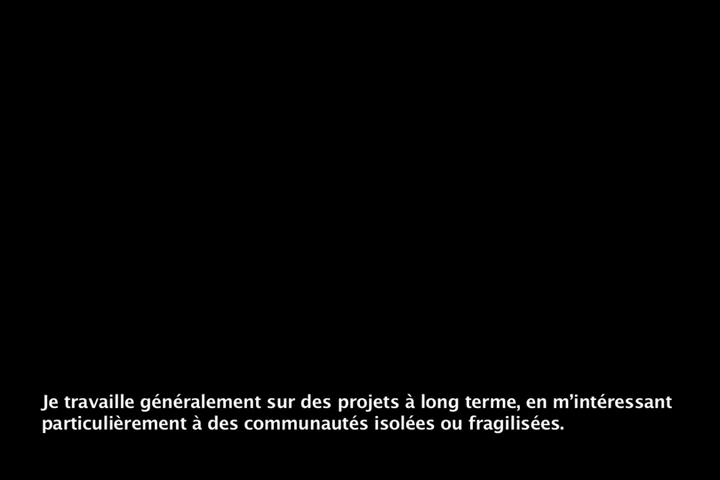 Je travaille généralement sur des projets à long terme, en m’intéressant
particulièrement à des communautés isolées ou fragilisées.